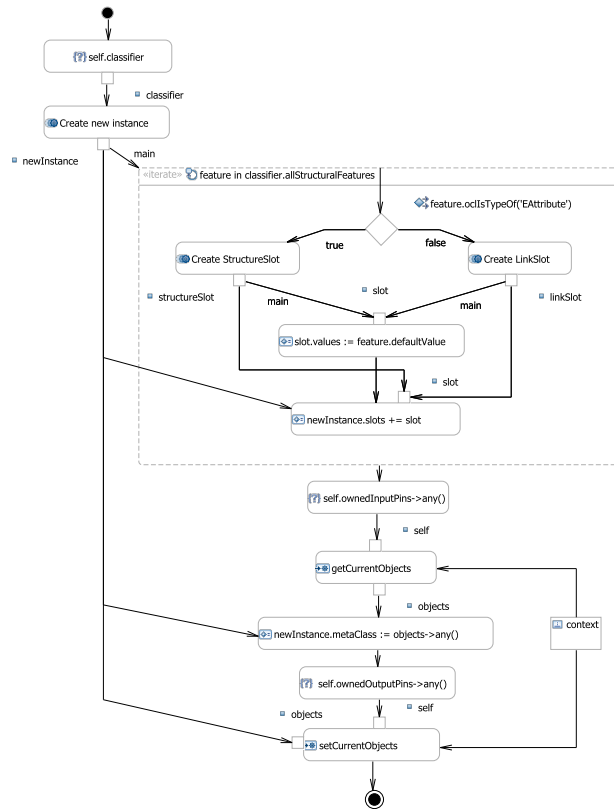 self.classifier
classifier
Create new instance
newInstance
main
«iterate» feature in classifier.allStructuralFeatures
feature.oclIsTypeOf('EAttribute')
true
false
Create StructureSlot
Create LinkSlot
structureSlot
main
slot
main
linkSlot
slot.values := feature.defaultValue
slot
newInstance.slots += slot
self.ownedInputPins->any()
self
getCurrentObjects
objects
context
newInstance.metaClass := objects->any()
self.ownedOutputPins->any()
objects
self
setCurrentObjects